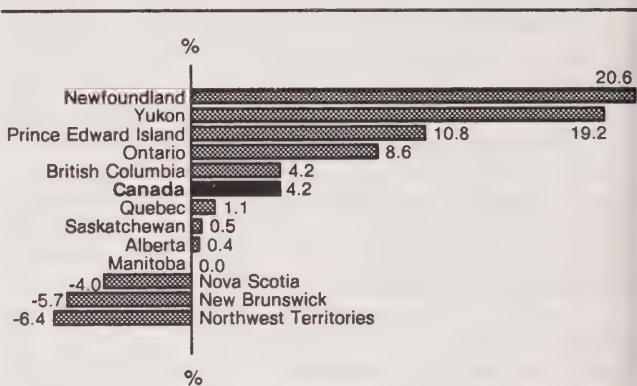 %
20.6
Newfoundland
Yukon 19.2
Prince Edward Island 10.8
Ontario 8.6
British Columbia 4.2
Canada 4.2
Quebec 1.1
Saskatchewan 0.5
Alberta 0.4
Manitoba 0.0
-4.0 Nova Scotia
-5.7 New Brunswick
-6.4 Northwest Territories
%